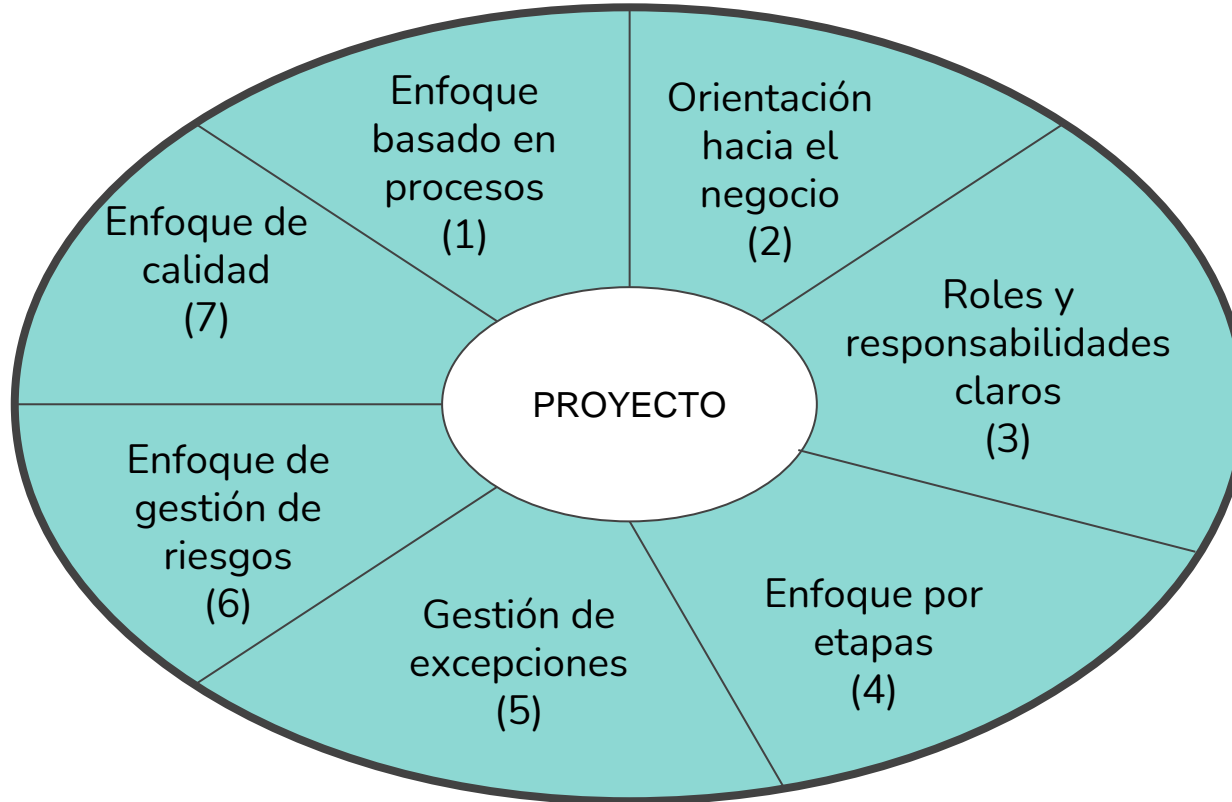 Enfoque
basado en
procesos
(1)
Orientación
hacia el
negocio
(2)
Roles y
responsabilidades
claros
(3)
Enfoque por
etapas
(4)
Gestión de
excepciones
(5)
Enfoque de
gestión de
riesgos
(6)
Enfoque de
calidad
(7)
PROYECTO